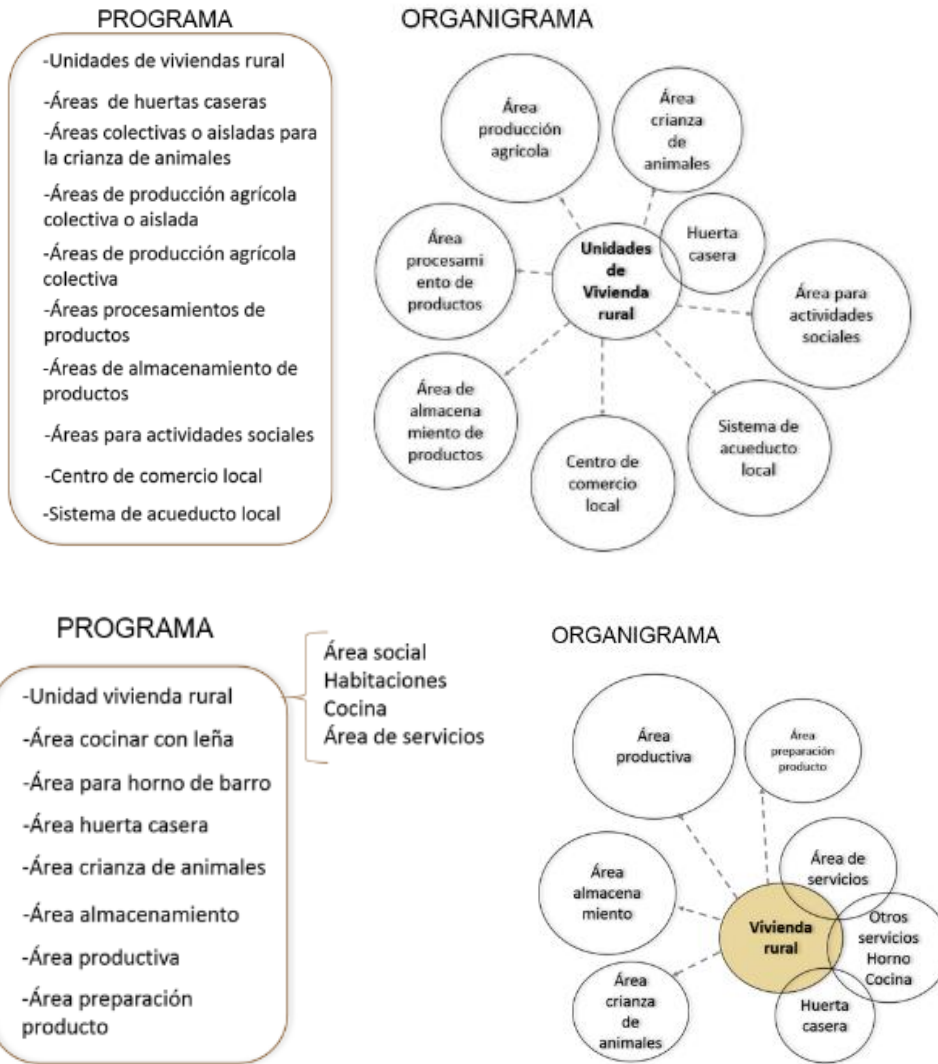 PROGRAMA
-Unidades de viviendas rural
-Áreas de huertas caseras
-Áreas colectivas o aisladas para
la crianza de animales
-Áreas de producción agrícola
colectiva o aislada
-Áreas de producción agrícola
colectiva
-Áreas procesamientos de
productos
-Áreas de almacenamiento de
productos
-Áreas para actividades sociales
-Centro de comercio local
-Sistema de acueducto local
ORGANIGRAMA
Área
producción
agrícola
Área
crianza
de
animales
Área
procesami
ento de
productos
Unidades
de
Vivienda
rural
Huerta
casera
Área para
actividades
sociales
Área de
almacena
miento de
productos
Centro de
comercio
local
Sistema de
acueducto
local
PROGRAMA
-Unidad vivienda rural
-Área cocinar con leña
-Área para horno de barro
-Área huerta casera
-Área crianza de animales
-Área almacenamiento
-Área productiva
-Área preparación
producto
Área social
Habitaciones
Cocina
Área de servicios
ORGANIGRAMA
Área
productiva
Área
preparación
producto
Área
almacena
miento
Área de
servicios
Vivienda
rural
Otros
servicios
Horno
Cocina
Área
crianza
de
animales
Huerta
casera